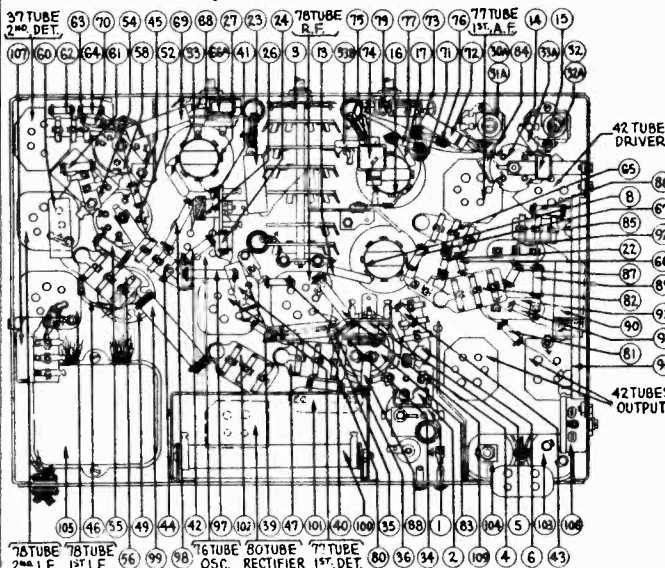 37 TUBE 2ND. DET.
78 TUBE R.F.
77 TUBE 1ST. A.F.
63 70 54 45 69 88 27 23 24 75 79 77 73 76 14 15
107 60 62 64 61 58 52 93 66A 41 26 9 13 93B 74 16 17 71 72 30A 84 33A 32
31A 32A
42 TUBE DRIVER
65
8
85
22
87
82
90
81
42 TUBES OUTPUT
105 46 55 49 44 42 97 102 39 47 101 40 100 35 88 1 83 104 5 103 106
56 99 98 80 36 34 2 109 4 6 43
78 TUBE 2ND I.F.
78 TUBE 1ST I.F.
76 TUBE OSC.
80 TUBE RECTIFIER
77 TUBE 1ST. DET.